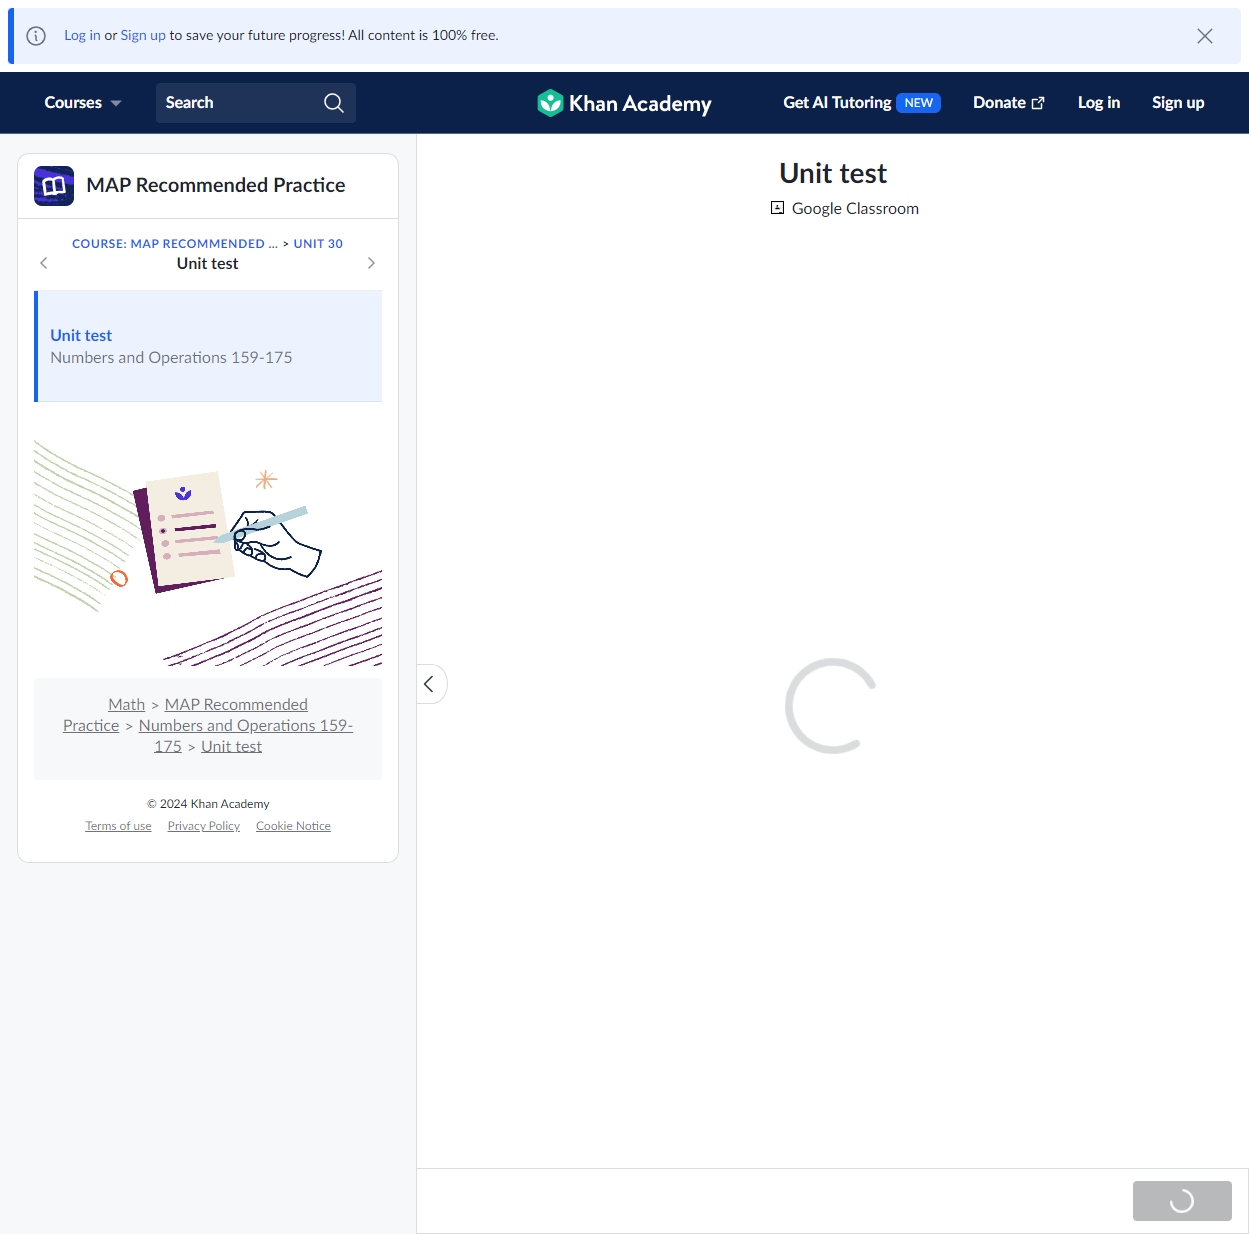 Log in or Sign up to save your future progress! All content is 100% free.
Courses
Search
Khan Academy
Get AI Tutoring NEW
Donate
Log in
Sign up
MAP Recommended Practice
COURSE: MAP RECOMMENDED ... > UNIT 30
Unit test
Unit test
Numbers and Operations 159-175
Math > MAP Recommended
Practice > Numbers and Operations 159-
175 > Unit test
© 2024 Khan Academy
Terms of use Privacy Policy Cookie Notice
Unit test
Google Classroom